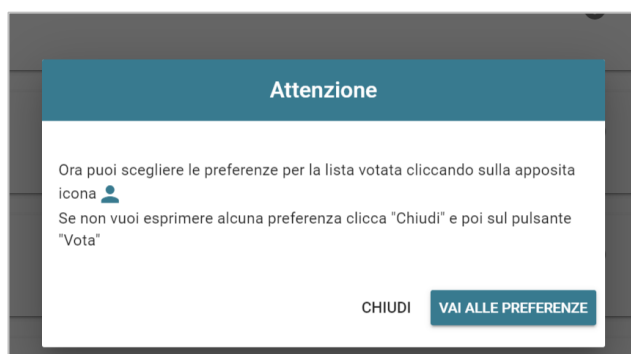 Attenzione
Ora puoi scegliere le preferenze per la lista votata cliccando sulla apposita
icona
Se non vuoi esprimere alcuna preferenza clicca "Chiudi" e poi sul pulsante
"Vota"
CHIUDI VAI ALLE PREFERENZE